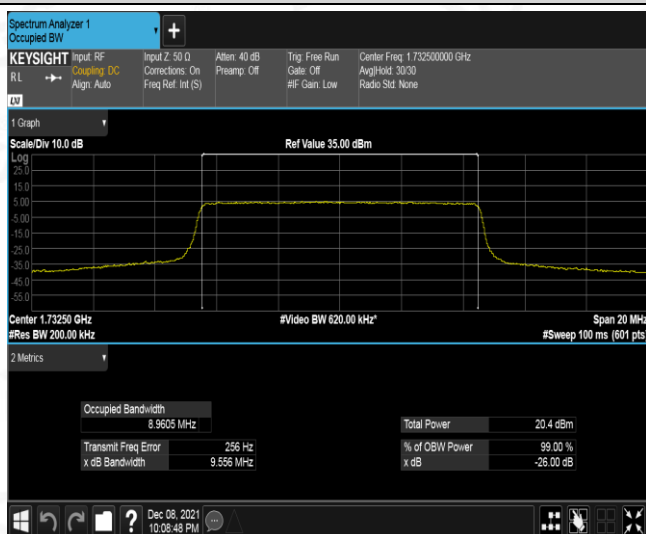 Spectrum Analyzer 1
Occupied BW
+
KEYSIGHT Input: RF Input Z: 50 Ω Atten: 40 dB Trig: Free Run Center Freq: 1.732500000 GHz
R L Coupling: DC Corrections: On Preamp: Off Gate: Off Avg|Hold: 30/30
Align: Auto Freq Ref: Int (S) #IF Gain: Low Radio Std: None
LXI
1 Graph
Scale/Div 10.0 dB Ref Value 35.00 dBm
Log
25.0
15.0
5.00
-5.00
-15.0
-25.0
-35.0
-45.0
-55.0
Center 1.73250 GHz #Video BW 620.00 kHz* Span 20 MHz
#Res BW 200.00 kHz #Sweep 100 ms (601 pts)
2 Metrics
Occupied Bandwidth
8.9605 MHz Total Power 20.4 dBm
Transmit Freq Error 256 Hz % of OBW Power 99.00 %
x dB Bandwidth 9.556 MHz x dB -26.00 dB
? Dec 08, 2021
10:08:48 PM